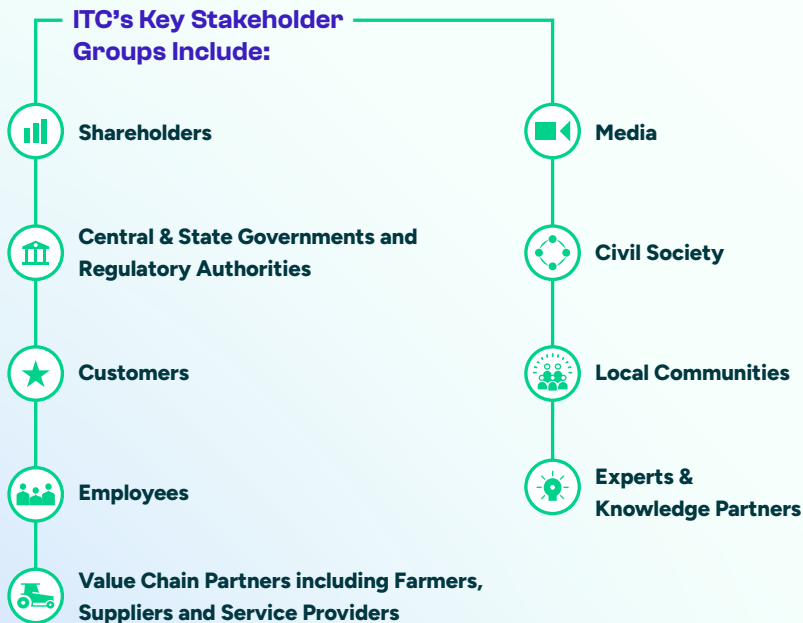 ITC’s Key Stakeholder
Groups Include:
Shareholders
Central & State Governments and
Regulatory Authorities
Customers
Employees
Value Chain Partners including Farmers,
Suppliers and Service Providers
Media
Civil Society
Local Communities
Experts &
Knowledge Partners